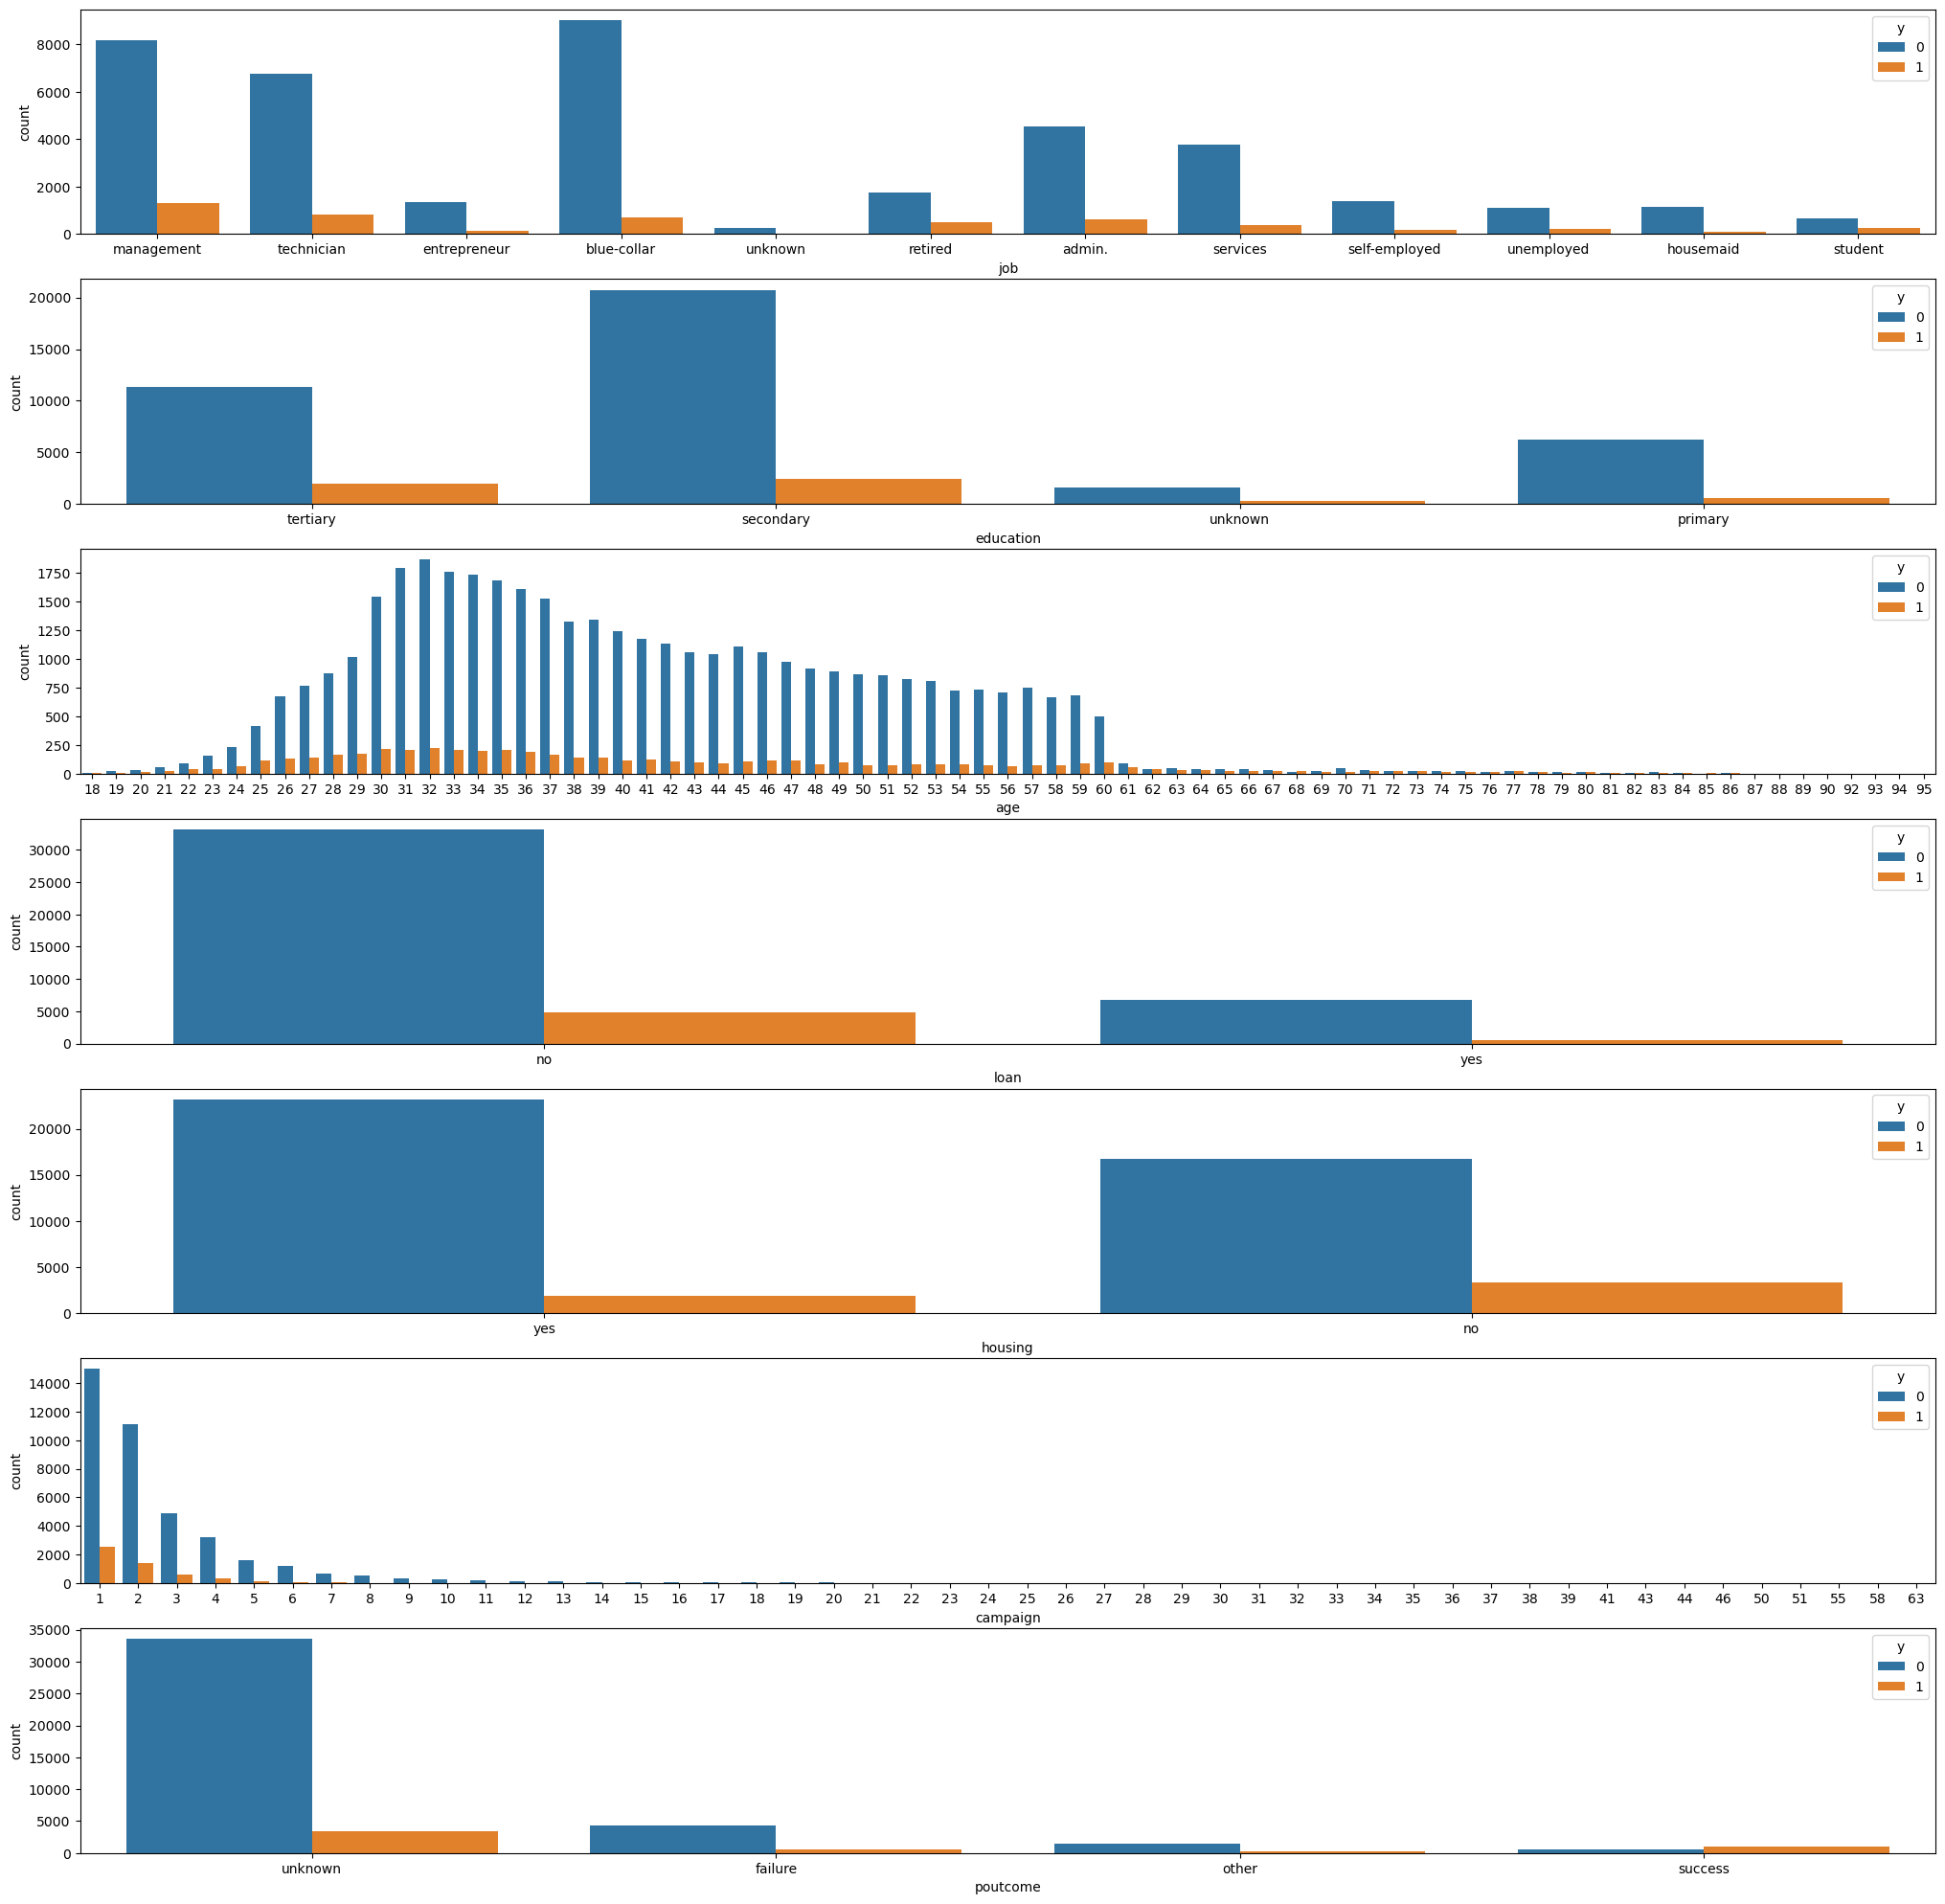 y
0
1
8000
6000
4000
2000
0
count
management technician entrepreneur blue-collar unknown retired admin. services self-employed unemployed housemaid student
job
y
0
1
20000
15000
10000
5000
0
count
tertiary secondary unknown primary
education
y
0
1
1750
1500
1250
1000
750
500
250
0
count
18 19 20 21 22 23 24 25 26 27 28 29 30 31 32 33 34 35 36 37 38 39 40 41 42 43 44 45 46 47 48 49 50 51 52 53 54 55 56 57 58 59 60 61 62 63 64 65 66 67 68 69 70 71 72 73 74 75 76 77 78 79 80 81 82 83 84 85 86 87 88 89 90 92 93 94 95
age
y
0
1
30000
25000
20000
15000
10000
5000
0
count
no yes
loan
y
0
1
20000
15000
10000
5000
0
count
yes no
housing
y
0
1
14000
12000
10000
8000
6000
4000
2000
0
count
1 2 3 4 5 6 7 8 9 10 11 12 13 14 15 16 17 18 19 20 21 22 23 24 25 26 27 28 29 30 31 32 33 34 35 36 37 38 39 41 43 44 46 50 51 55 58 63
campaign
y
0
1
35000
30000
25000
20000
15000
10000
5000
0
count
unknown failure other success
poutcome